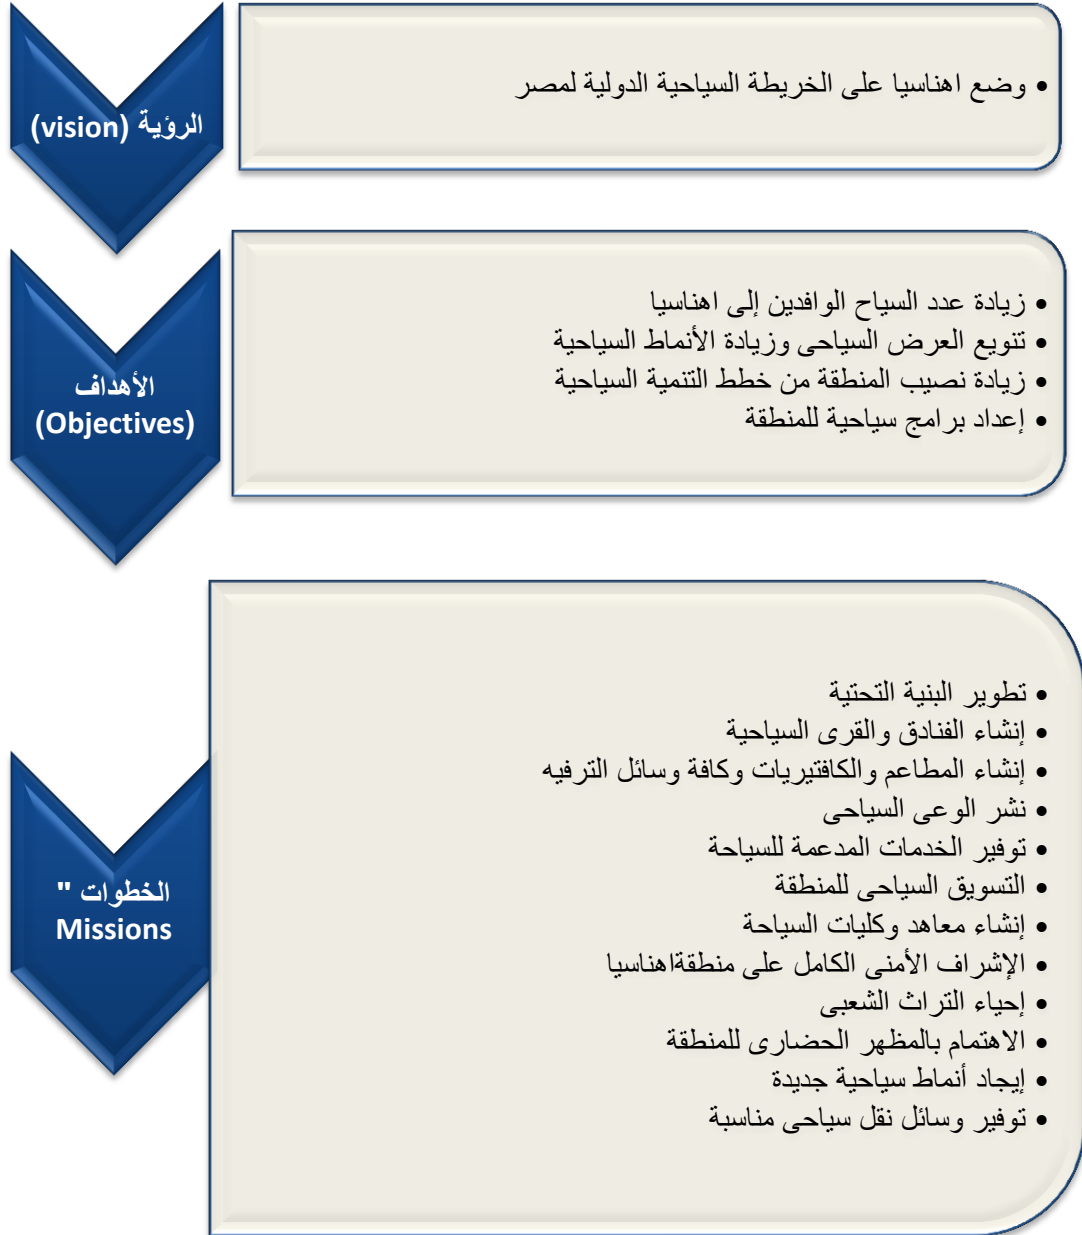 الرؤية (vision)
• وضع اهناسيا على الخريطة السياحية الدولية لمصر
الأهداف
(Objectives)
• زيادة عدد السياح الوافدين إلى اهناسيا
• تنويع العرض السياحى وزيادة الأنماط السياحية
• زيادة نصيب المنطقة من خطط التنمية السياحية
• إعداد برامج سياحية للمنطقة
الخطوات "
Missions
• تطوير البنية التحتية
• إنشاء الفنادق والقرى السياحية
• إنشاء المطاعم والكافتيريات وكافة وسائل الترفيه
• نشر الوعى السياحى
• توفير الخدمات المدعمة للسياحة
• التسويق السياحى للمنطقة
• إنشاء معاهد وكليات السياحة
• الإشراف الأمنى الكامل على منطقةاهناسيا
• إحياء التراث الشعبى
• الاهتمام بالمظهر الحضارى للمنطقة
• إيجاد أنماط سياحية جديدة
• توفير وسائل نقل سياحى مناسبة